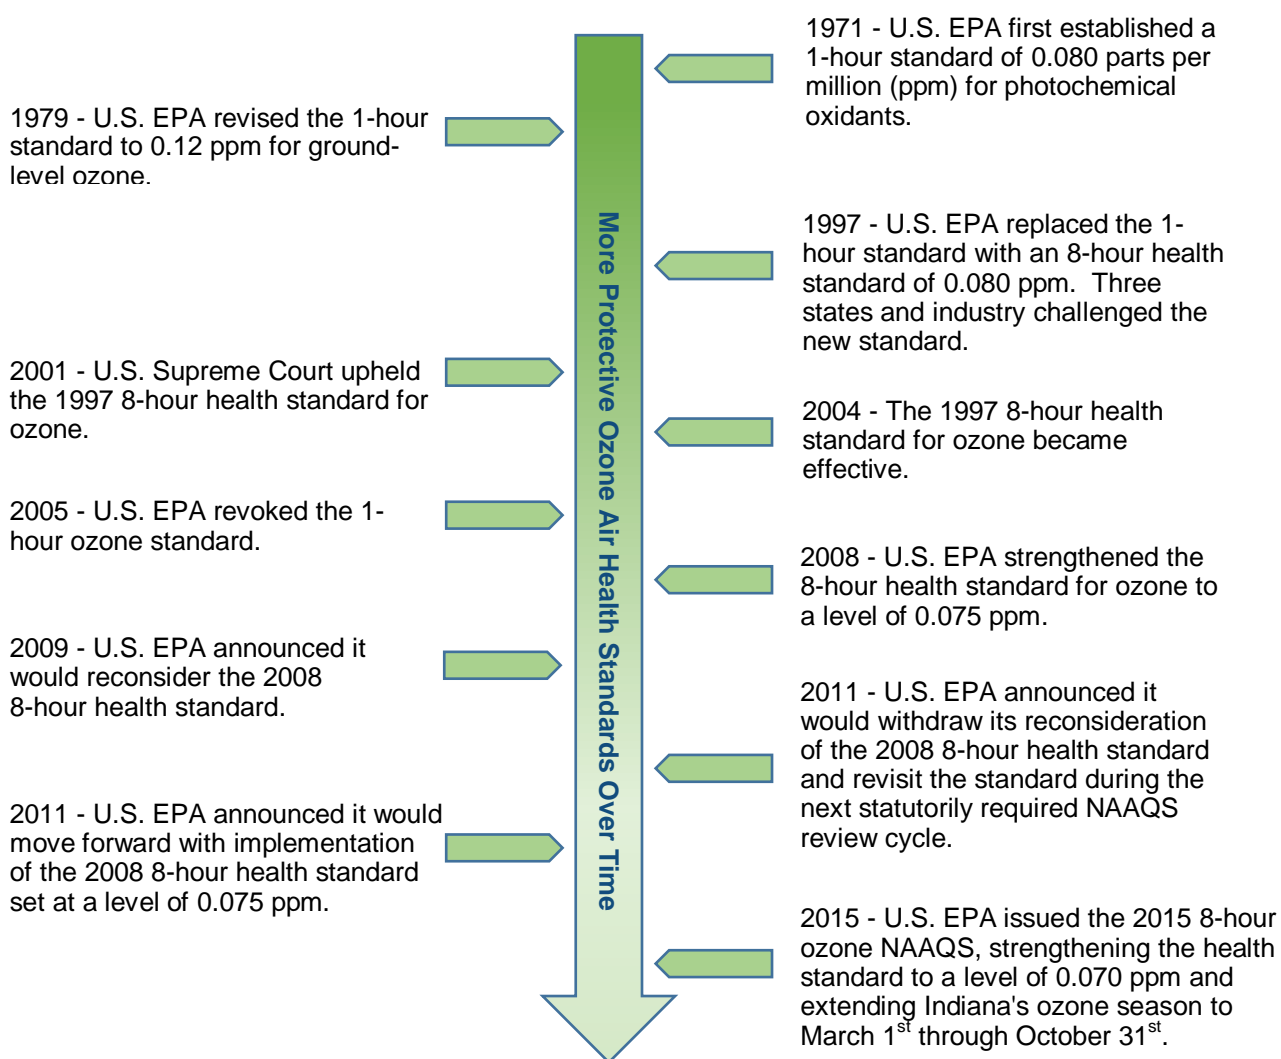 1971 - U.S. EPA first established a
1-hour standard of 0.080 parts per
million (ppm) for photochemical
oxidants.
1979 - U.S. EPA revised the 1-hour
standard to 0.12 ppm for ground-
level ozone.
1997 - U.S. EPA replaced the 1-
hour standard with an 8-hour health
standard of 0.080 ppm.  Three
states and industry challenged the
new standard.
2001 - U.S. Supreme Court upheld
the 1997 8-hour health standard for
ozone.
2004 - The 1997 8-hour health
standard for ozone became
effective.
2005 - U.S. EPA revoked the 1-
hour ozone standard.
2008 - U.S. EPA strengthened the
8-hour health standard for ozone to
a level of 0.075 ppm.
2009 - U.S. EPA announced it
would reconsider the 2008
8-hour health standard.
2011 - U.S. EPA announced it
would withdraw its reconsideration
of the 2008 8-hour health standard
and revisit the standard during the
next statutorily required NAAQS
review cycle.
2011 - U.S. EPA announced it would
move forward with implementation
of the 2008 8-hour health standard
set at a level of 0.075 ppm.
2015 - U.S. EPA issued the 2015 8-hour
ozone NAAQS, strengthening the health
standard to a level of 0.070 ppm and
extending Indiana's ozone season to
March 1st through October 31st.
More Protective Ozone Air Health Standards Over Time